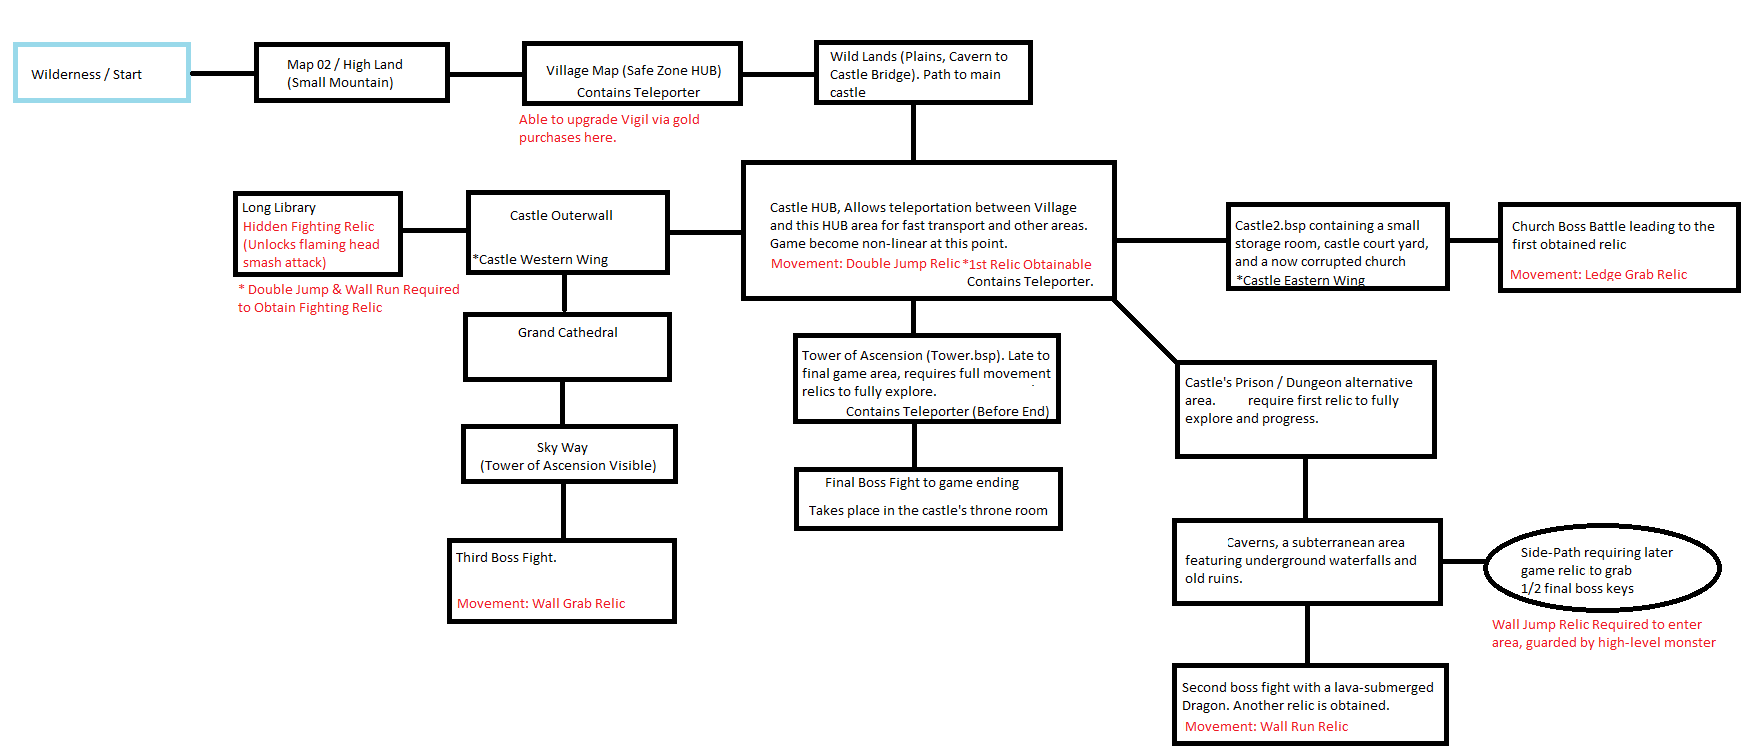 Wilderness / Start
Map 02 / High Land
(Small Mountain)
Village Map (Safe Zone HUB)
Contains Teleporter
Able to upgrade Vigil via gold
purchases here.
Wild Lands (Plains, Cavern to
Castle Bridge). Path to main
castle
Long Library
Hidden Fighting Relic
(Unlocks flaming head
smash attack)
* Double Jump & Wall Run Required
to Obtain Fighting Relic
Castle Outerwall
*Castle Western Wing
Castle HUB, Allows teleportation between Village
and this HUB area for fast transport and other areas.
Game become non-linear at this point.
Movement: Double Jump Relic *1st Relic Obtainable
Contains Teleporter.
Castle2.bsp containing a small
storage room, castle court yard,
and a now corrupted church
*Castle Eastern Wing
Church Boss Battle leading to the
first obtained relic
Movement: Ledge Grab Relic
Grand Cathedral
Tower of Ascension (Tower.bsp). Late to
final game area, requires full movement
relics to fully explore.
Contains Teleporter (Before End)
Castle's Prison / Dungeon alternative
area. require first relic to fully
explore and progress.
Sky Way
(Tower of Ascension Visible)
Final Boss Fight to game ending
Takes place in the castle's throne room
Third Boss Fight.
Movement: Wall Grab Relic
Caverns, a subterranean area
featuring underground waterfalls and
old ruins.
Side-Path requiring later
game relic to grab
1/2 final boss keys
Wall Jump Relic Required to enter
area, guarded by high-level monster
Second boss fight with a lava-submerged
Dragon. Another relic is obtained.
Movement: Wall Run Relic